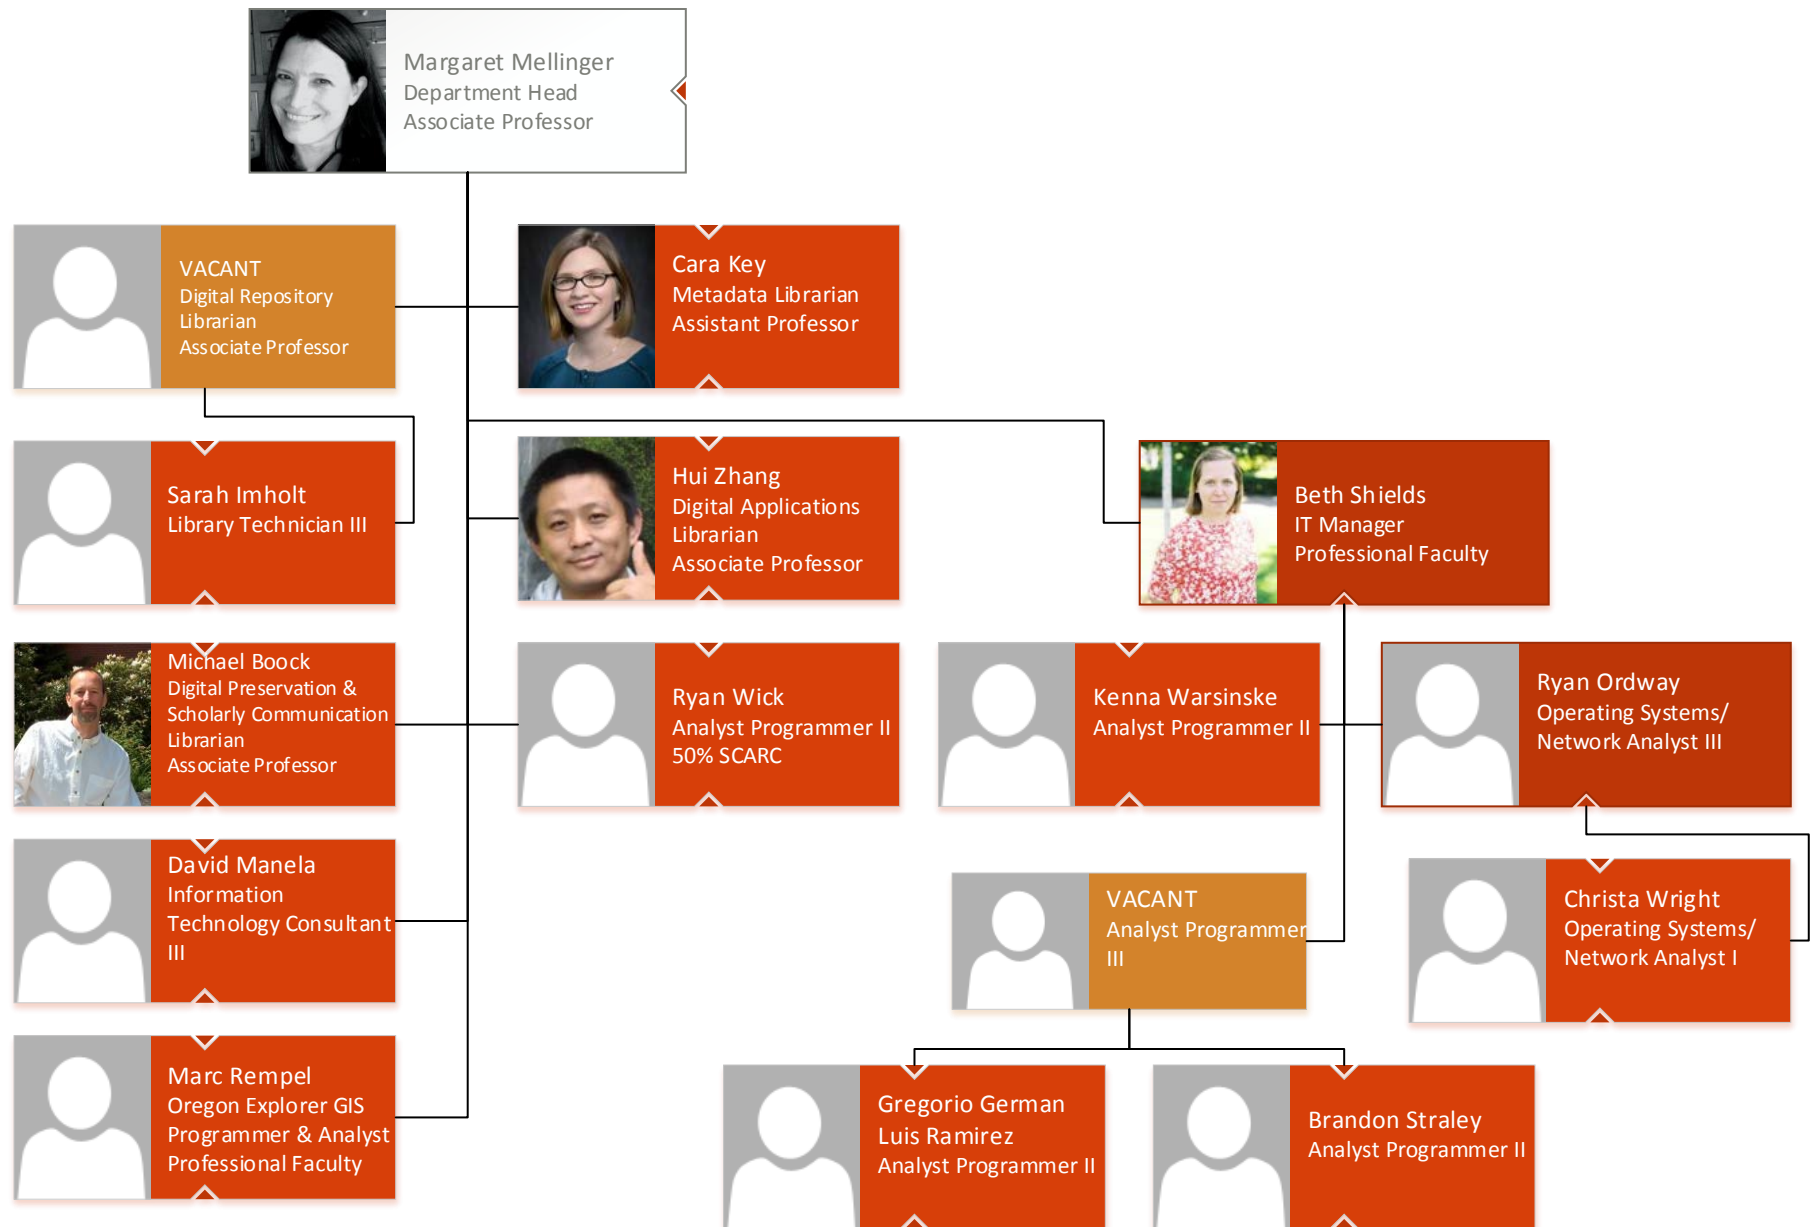 Margaret Mellinger
Department Head
Associate Professor
VACANT
Digital Repository
Librarian
Associate Professor
Cara Key
Metadata Librarian
Assistant Professor
Sarah Imholt
Library Technician III
Hui Zhang
Digital Applications
Librarian
Associate Professor
Beth Shields
IT Manager
Professional Faculty
Michael Boock
Digital Preservation &
Scholarly Communication
Librarian
Associate Professor
Ryan Wick
Analyst Programmer II
50% SCARC
Kenna Warsinske
Analyst Programmer II
Ryan Ordway
Operating Systems/
Network Analyst III
David Manela
Information
Technology Consultant
III
VACANT
Analyst Programmer
III
Christa Wright
Operating Systems/
Network Analyst I
Marc Rempel
Oregon Explorer GIS
Programmer & Analyst
Professional Faculty
Gregorio German
Luis Ramirez
Analyst Programmer II
Brandon Straley
Analyst Programmer II